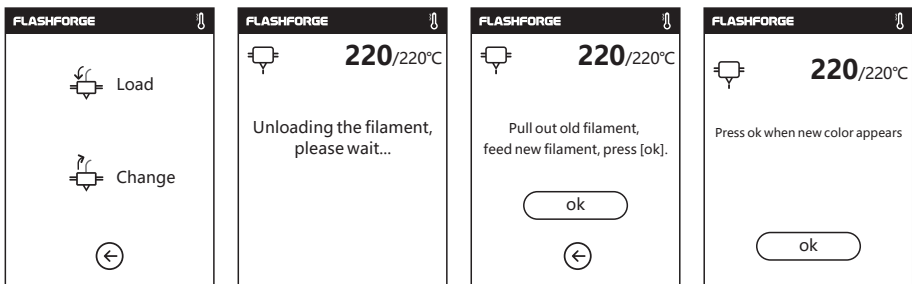 FLASHFORGE
Load
Change
FLASHFORGE
220/220℃
Unloading the filament,
please wait...
FLASHFORGE
220/220℃
Pull out old filament,
feed new filament, press [ok].
ok
FLASHFORGE
220/220℃
Press ok when new color appears
ok